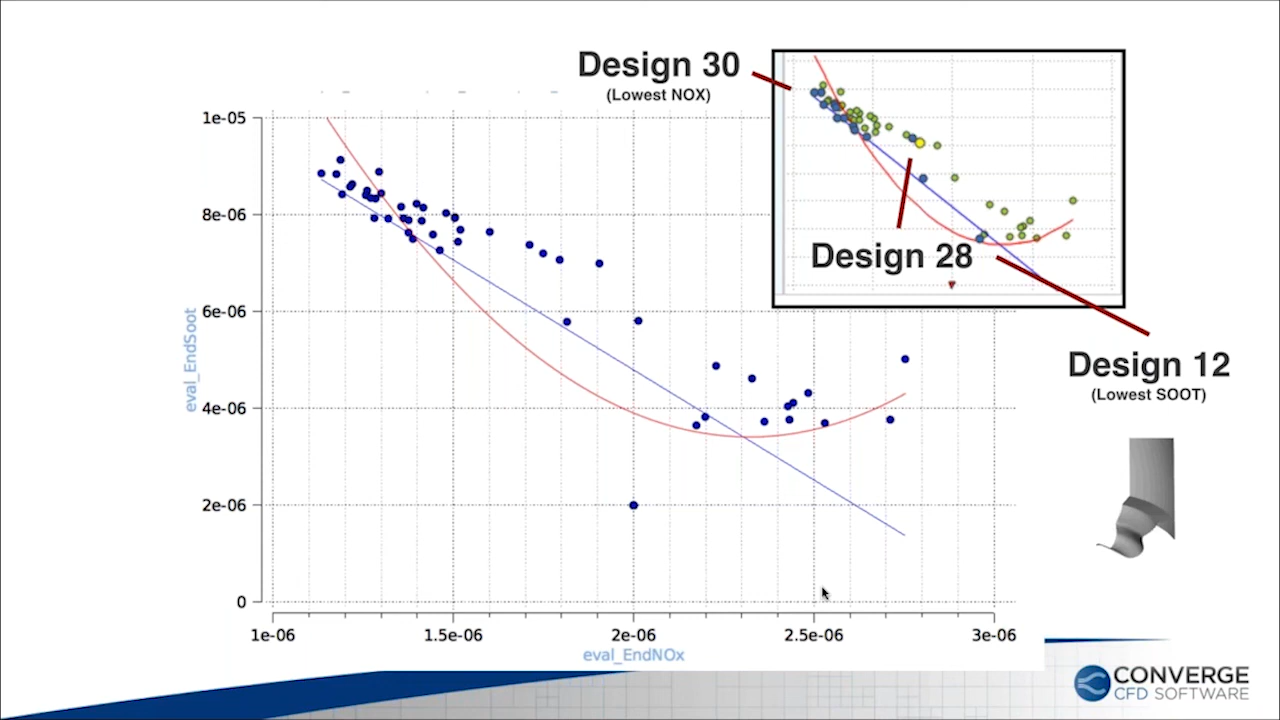 Design 30
(Lowest NOX)
Design 28
Design 12
(Lowest SOOT)
1e-05
8e-06
6e-06
4e-06
2e-06
0
eval_EndSoot
1e-06
1.5e-06
2e-06
2.5e-06
3e-06
eval_EndNOx
CONVERGE
CFD SOFTWARE